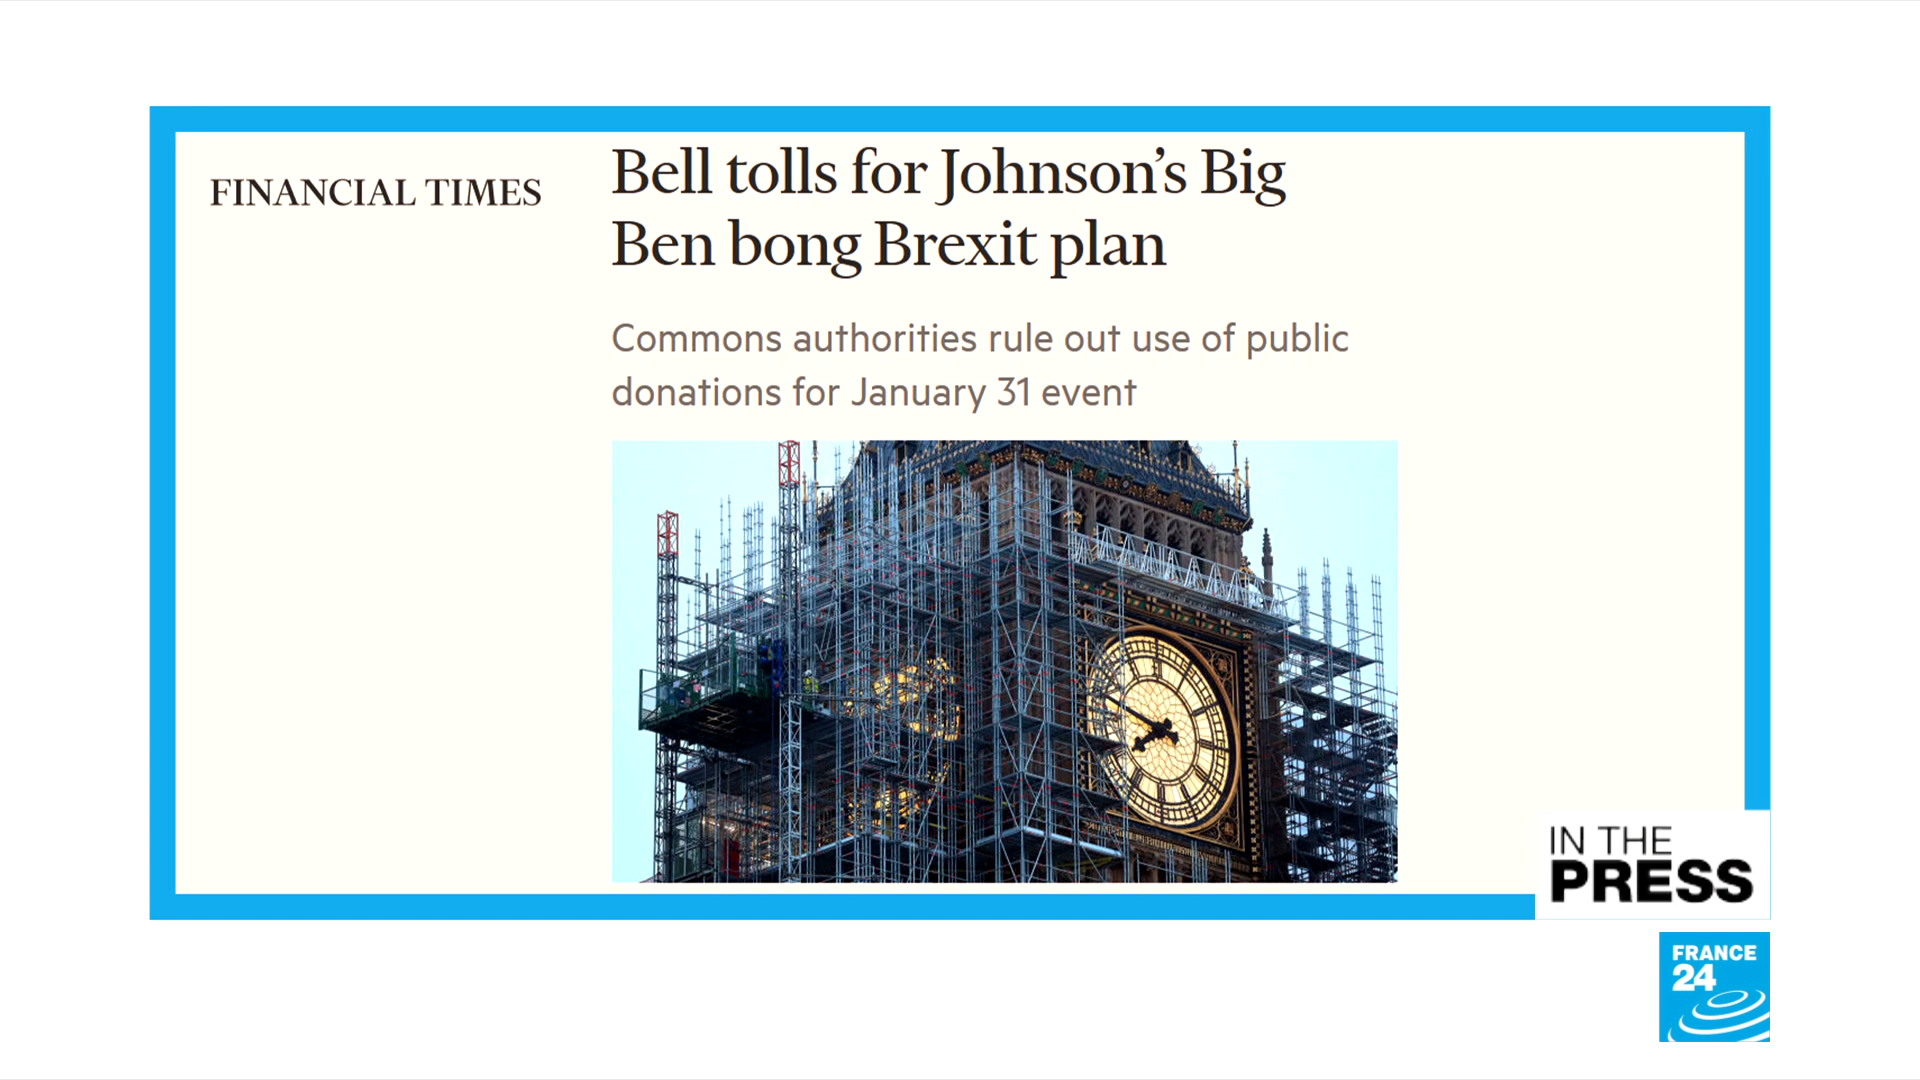 FINANCIAL TIMES
Bell tolls for Johnson’s Big
Ben bong Brexit plan
Commons authorities rule out use of public
donations for January 31 event
IN THE
PRESS
FRANCE
24